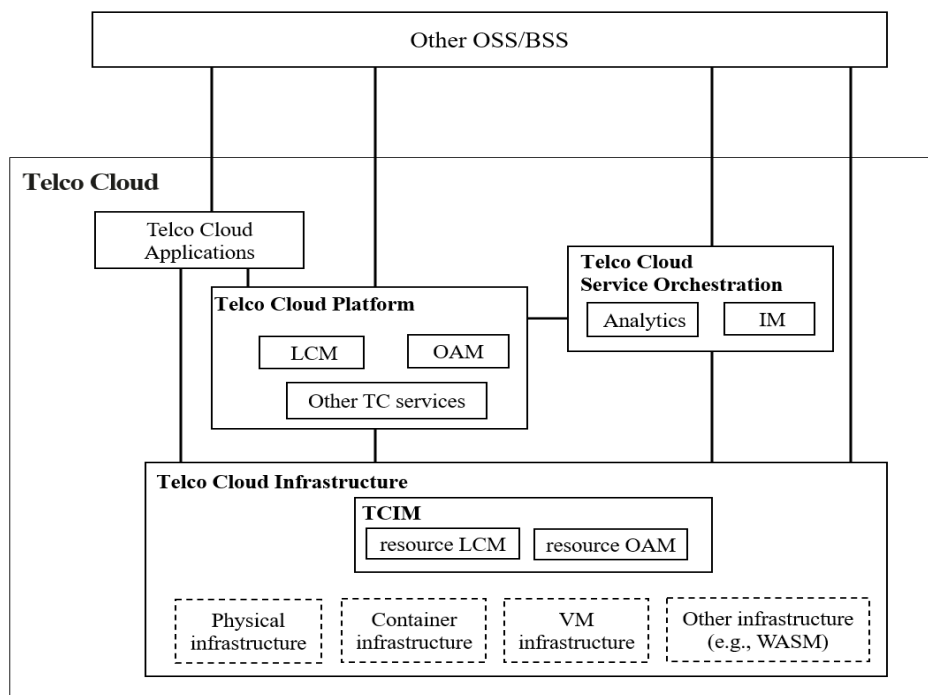 Other OSS/BSS
Telco Cloud
Telco Cloud
Applications
Telco Cloud
Service Orchestration
Analytics
IM
Telco Cloud Platform
LCM
OAM
Other TC services
Telco Cloud Infrastructure
TCIM
resource LCM
resource OAM
Physical
infrastructure
Container
infrastructure
VM
infrastructure
Other infrastructure
(e.g., WASM)